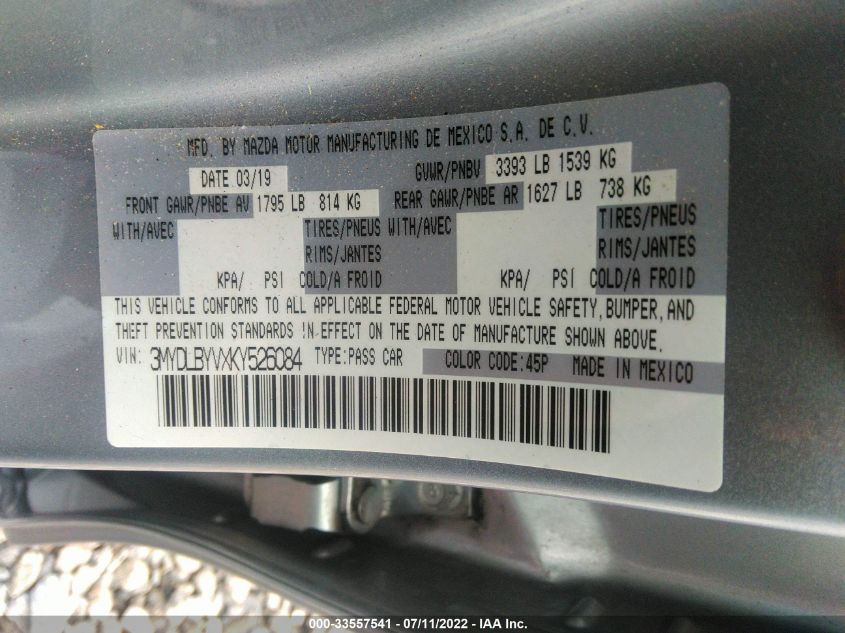 MFD. BY MAZDA MOTOR MANUFACTURING DE MEXICO S.A. DE C.V.
DATE 03/19 GVWR/PNBV 3393 LB 1539 KG
FRONT GAWR/PNBE AV 1795 LB 814 KG REAR GAWR/PNBE AR 1627 LB 738 KG
WITH/AVEC TIRES/PNEUS WITH/AVEC TIRES/PNEUS
RIMS/JANTES RIMS/JANTES
KPA/ PSI COLD/A FROID KPA/ PSI COLD/A FROID
THIS VEHICLE CONFORMS TO ALL APPLICABLE FEDERAL MOTOR VEHICLE SAFETY, BUMPER, AND
THEFT PREVENTION STANDARDS IN EFFECT ON THE DATE OF MANUFACTURE SHOWN ABOVE.
VIN: 3MYDLBYVXKY526084 TYPE:PASS CAR COLOR CODE:45P MADE IN MEXICO
000-33557541 - 07/11/2022 - IAA Inc.